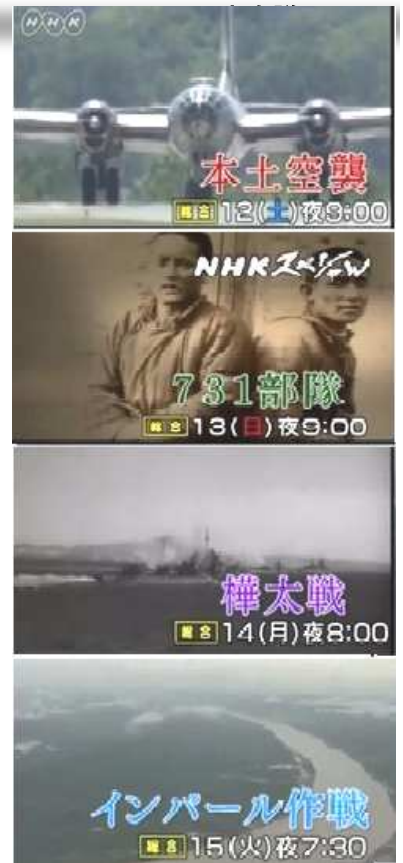 NHK
本土空襲
総合 12(土)夜9:00
NHKスペシャル
731部隊
総合 13(日)夜9:00
樺太戦
総合 14(月)夜8:00
インパール作戦
総合 15(火)夜7:30